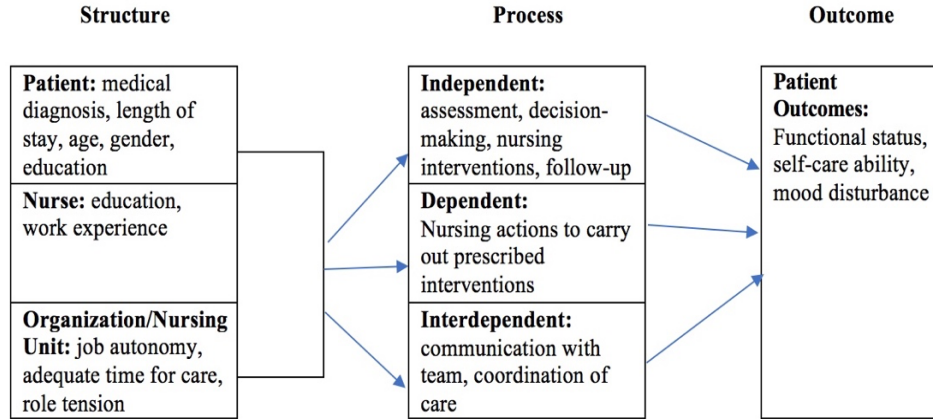 Structure
Process
Outcome
Patient: medical
diagnosis, length of
stay, age, gender,
education
Nurse: education,
work experience
Organization/Nursing
Unit: job autonomy,
adequate time for care,
role tension
Independent:
assessment, decision-
making, nursing
interventions, follow-up
Dependent:
Nursing actions to carry
out prescribed
interventions
Interdependent:
communication with
team, coordination of
care
Patient
Outcomes:
Functional status,
self-care ability,
mood disturbance